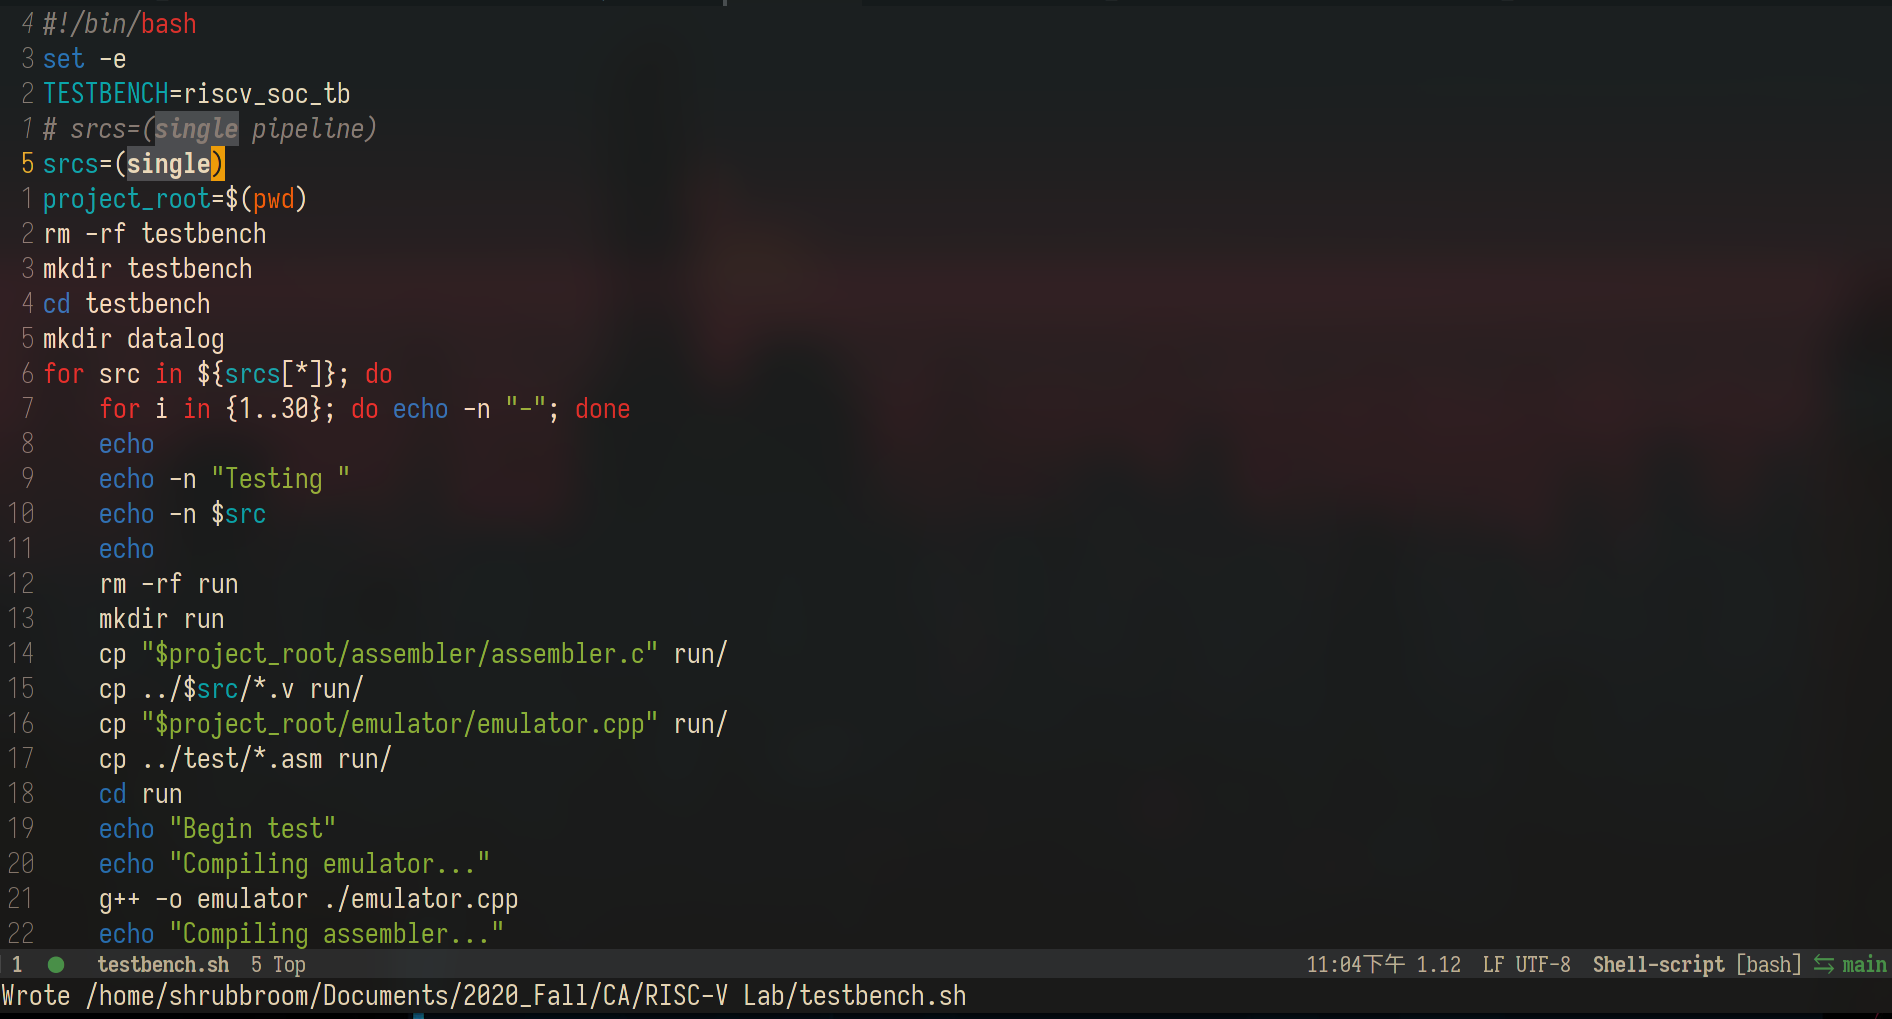 4 #!/bin/bash
3 set -e
2 TESTBENCH=riscv_soc_tb
1 # srcs=(single pipeline)
5 srcs=(single)
1 project_root=$(pwd)
2 rm -rf testbench
3 mkdir testbench
4 cd testbench
5 mkdir datalog
6 for src in ${srcs[*]}; do
7     for i in {1..30}; do echo -n "-"; done
8     echo
9     echo -n "Testing "
10     echo -n $src
11     echo
12     rm -rf run
13     mkdir run
14     cp "$project_root/assembler/assembler.c" run/
15     cp ../$src/*.v run/
16     cp "$project_root/emulator/emulator.cpp" run/
17     cp ../test/*.asm run/
18     cd run
19     echo "Begin test"
20     echo "Compiling emulator..."
21     g++ -o emulator ./emulator.cpp
22     echo "Compiling assembler..."
1 testbench.sh 5 Top 11:04下午 1.12 LF UTF-8 Shell-script [bash] main
Wrote /home/shrubbroom/Documents/2020_Fall/CA/RISC-V Lab/testbench.sh